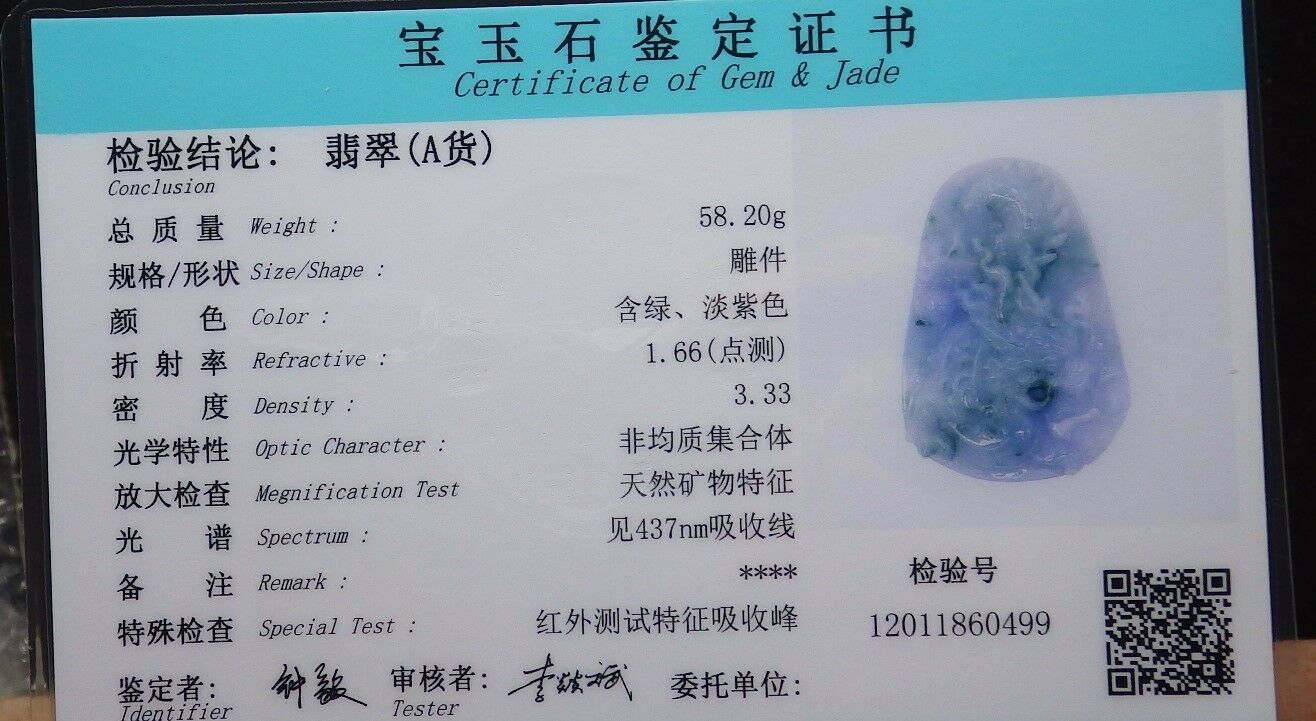 宝玉石鉴定证书
Certificate of Gem & Jade
检验结论: 翡翠(A货)
Conclusion
总质量 Weight : 58.20g
规格/形状 Size/Shape : 雕件
颜色 Color : 含绿、淡紫色
折射率 Refractive : 1.66(点测)
密度 Density : 3.33
光学特性 Optic Character : 非均质集合体
放大检查 Megnification Test 天然矿物特征
光谱 Spectrum : 见437nm吸收线
备注 Remark : ****
特殊检查 Special Test : 红外测试特征吸收峰
检验号
12011860499
鉴定者: 审核者: 委托单位:
Identifier Tester